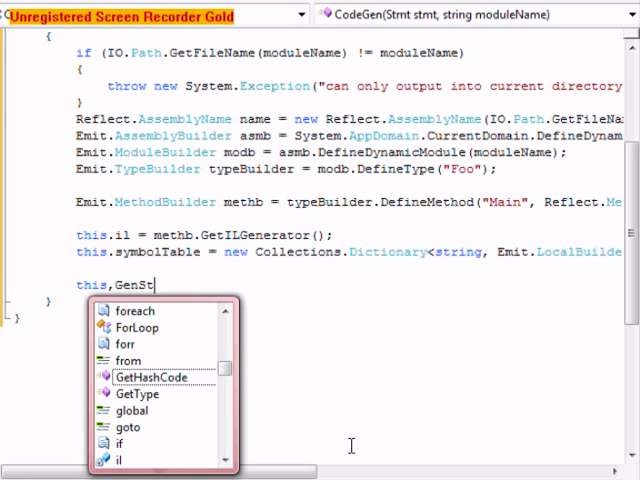 Unregistered Screen Recorder Gold
CodeGen(Stmt stmt, string moduleName)
{
if (IO.Path.GetFileName(moduleName) != moduleName)
{
throw new System.Exception("can only output into current directory
}
Reflect.AssemblyName name = new Reflect.AssemblyName(IO.Path.GetFileNa
Emit.AssemblyBuilder asmb = System.AppDomain.CurrentDomain.DefineDynam
Emit.ModuleBuilder modb = asmb.DefineDynamicModule(moduleName);
Emit.TypeBuilder typeBuilder = modb.DefineType("Foo");
Emit.MethodBuilder methb = typeBuilder.DefineMethod("Main", Reflect.Me
this.il = methb.GetILGenerator();
this.symbolTable = new Collections.Dictionary<string, Emit.LocalBuilde
this,GenSt
}
}
foreach
ForLoop
forr
from
GetHashCode
GetType
global
goto
if
il